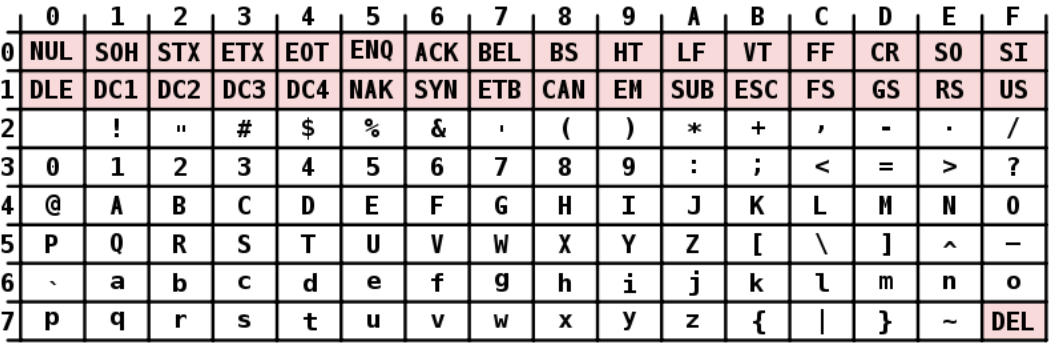 0 1 2 3 4 5 6 7 8 9 A B C D E F
0 NUL SOH STX ETX EOT ENQ ACK BEL BS HT LF VT FF CR SO SI
1 DLE DC1 DC2 DC3 DC4 NAK SYN ETB CAN EM SUB ESC FS GS RS US
2 ! " # $ % & ' ( ) * + , - . /
3 0 1 2 3 4 5 6 7 8 9 : ; < = > ?
4 @ A B C D E F G H I J K L M N O
5 P Q R S T U V W X Y Z [ \ ] ^ _
6 ` a b c d e f g h i j k l m n o
7 p q r s t u v w x y z { | } ~ DEL